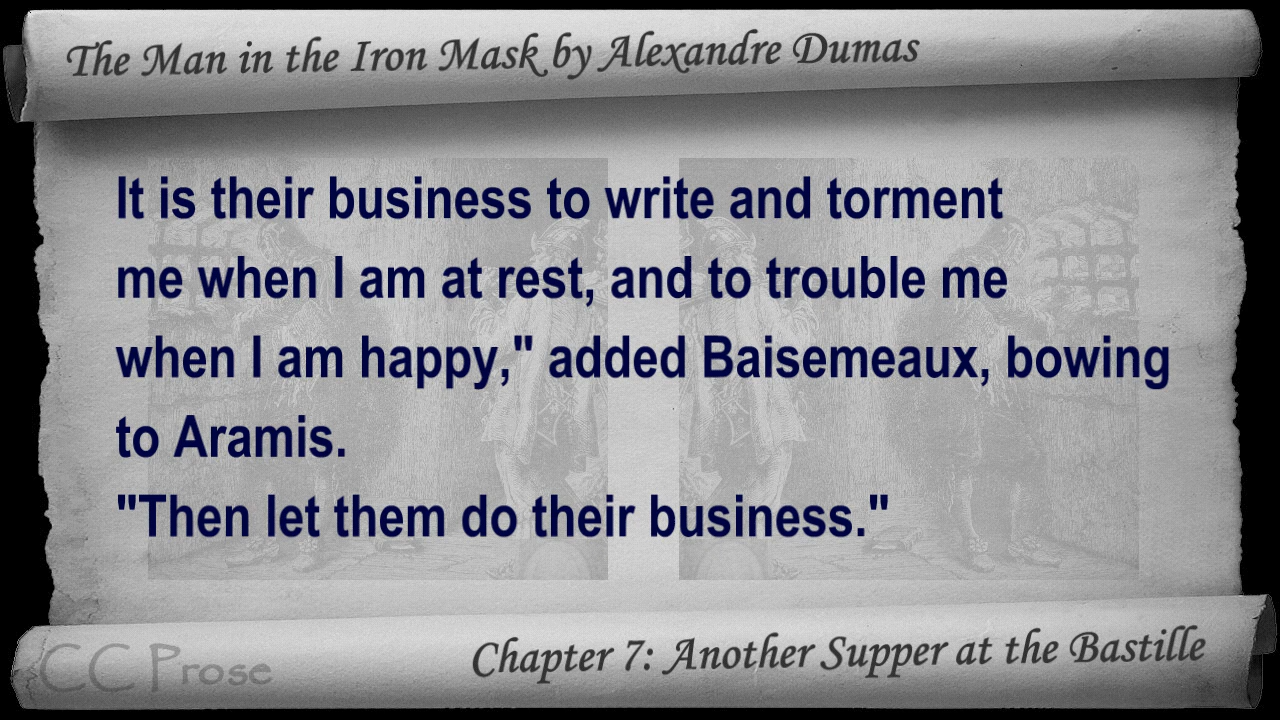 The Man in the Iron Mask by Alexandre Dumas
It is their business to write and torment
me when I am at rest, and to trouble me
when I am happy," added Baisemeaux, bowing
to Aramis.
"Then let them do their business."
CC Prose
Chapter 7: Another Supper at the Bastille